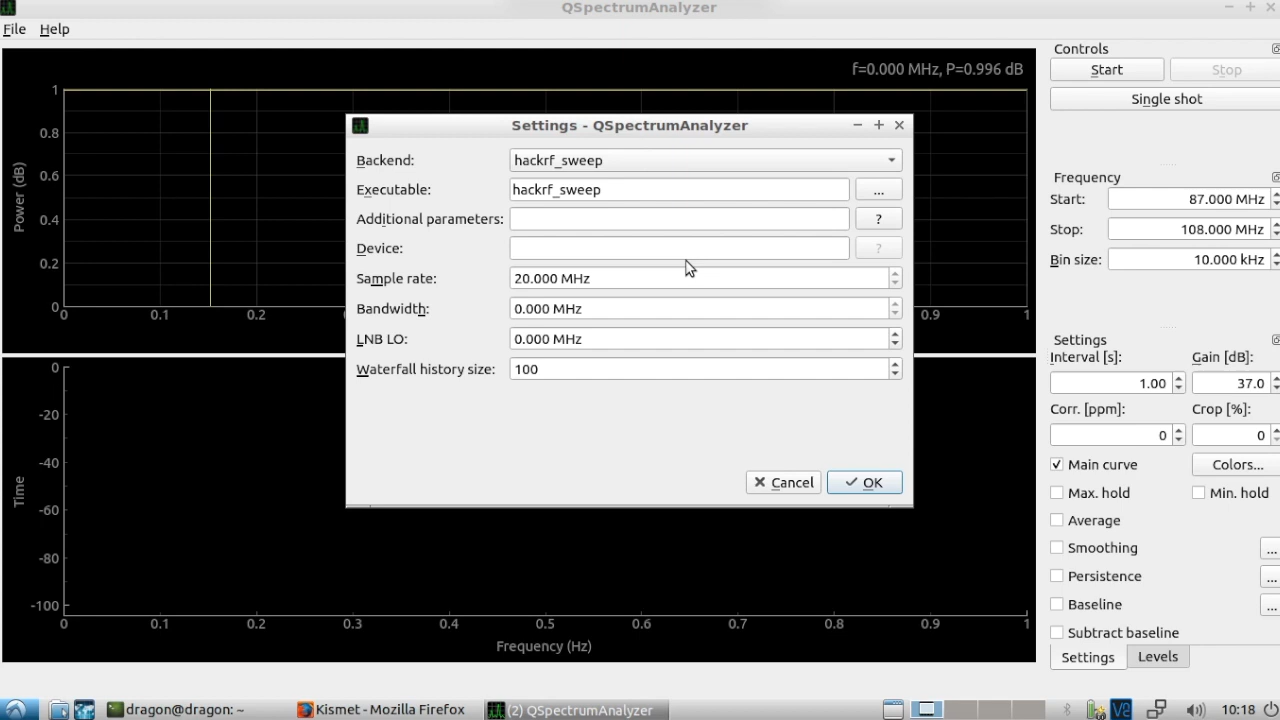 QSpectrumAnalyzer
File Help
f=0.000 MHz, P=0.996 dB
Power (dB)
1
0.8
0.6
0.4
0.2
0
0 0.1 0.2 0.9 1
Settings - QSpectrumAnalyzer
Backend: hackrf_sweep
Executable: hackrf_sweep ...
Additional parameters: ?
Device: ?
Sample rate: 20.000 MHz
Bandwidth: 0.000 MHz
LNB LO: 0.000 MHz
Waterfall history size: 100
Cancel OK
Time
0
-20
-40
-60
-80
-100
0 0.1 0.2 0.3 0.4 0.5 0.6 0.7 0.8 0.9 1
Frequency (Hz)
Controls
Start Stop
Single shot
Frequency
Start: 87.000 MHz
Stop: 108.000 MHz
Bin size: 10.000 kHz
Settings
Interval [s]: Gain [dB]:
1.00 37.0
Corr. [ppm]: Crop [%]:
0 0
Main curve Colors...
Max. hold Min. hold
Average
Smoothing ...
Persistence ...
Baseline ...
Subtract baseline
Settings Levels
dragon@dragon: ~ Kismet - Mozilla Firefox (2) QSpectrumAnalyzer 10:18